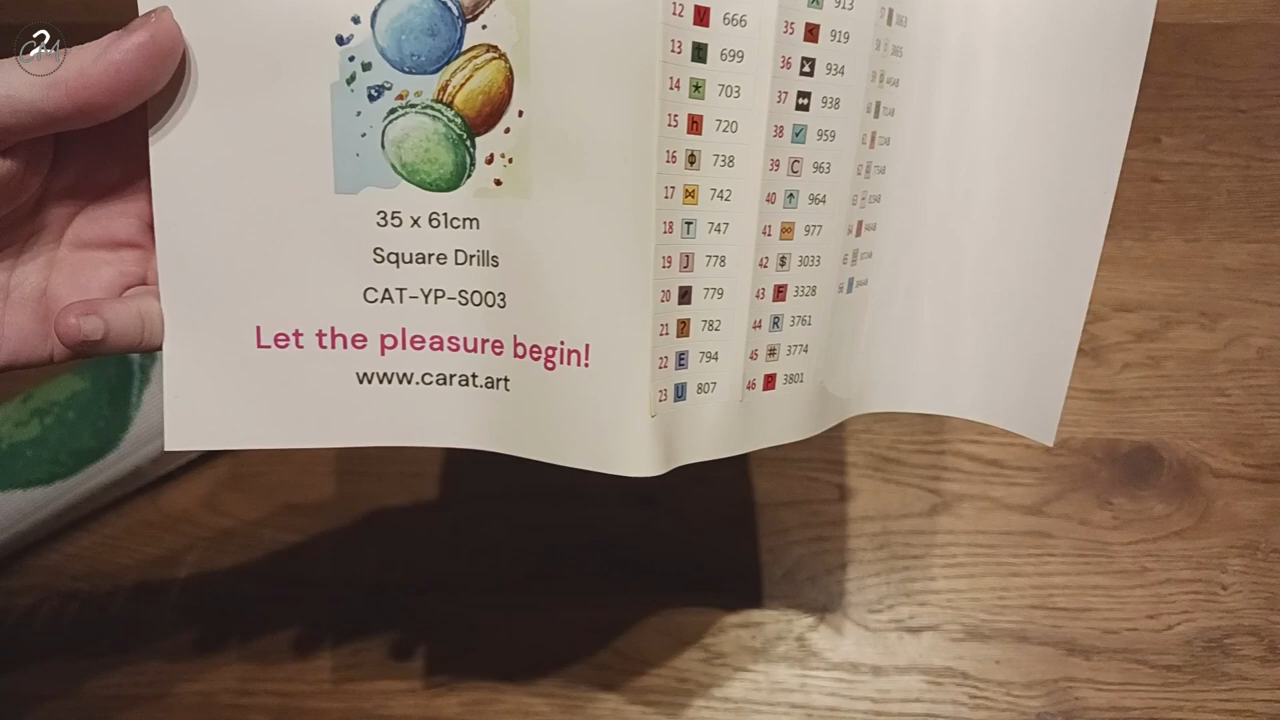 CM
35 x 61cm
Square Drills
CAT-YP-S003
Let the pleasure begin!
www.carat.art
12 V 666
13 t 699
14 * 703
15 h 720
16 ф 738
17 ⋈ 742
18 T 747
19 J 778
20 779
21 ? 782
22 E 794
23 U 807
913
35 < 919
36 934
37 938
38 ✓ 959
39 C 963
40 ↑ 964
41 ∞ 977
42 $ 3033
43 F 3328
44 R 3761
45 # 3774
46 P 3801